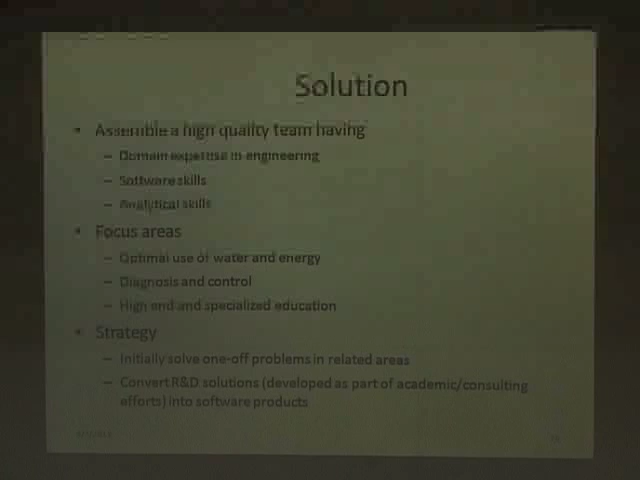 Solution
• Assemble a high quality team having
– Domain expertise in engineering
– Software skills
– Analytical skills
• Focus areas
– Optimal use of water and energy
– Diagnosis and control
– High end and specialized education
• Strategy
– Initially solve one-off problems in related areas
– Convert R&D solutions (developed as part of academic/consulting
efforts) into software products